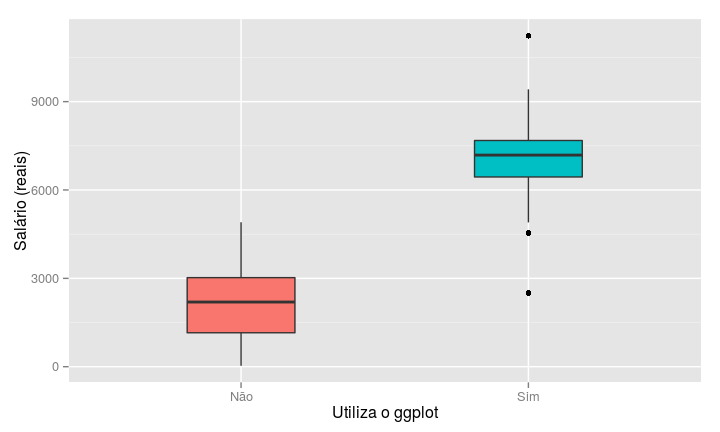 Salário (reais)
9000
6000
3000
0
Não
Sim
Utiliza o ggplot